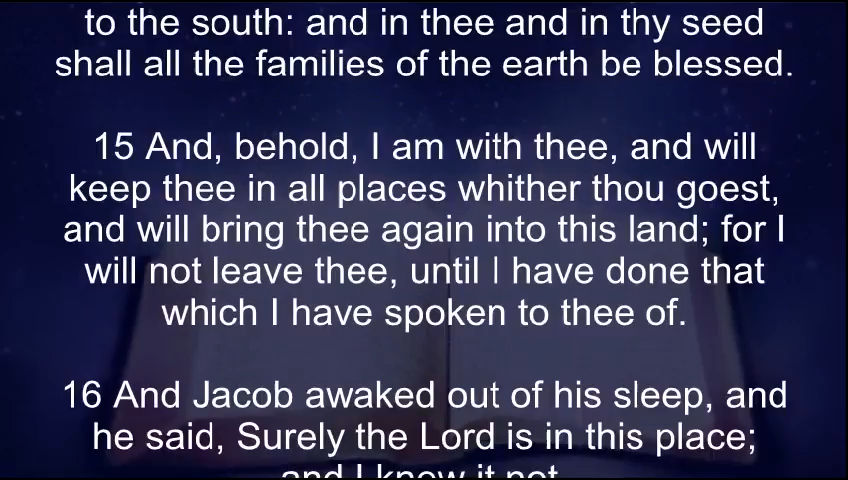 to the south: and in thee and in thy seed
shall all the families of the earth be blessed.
15 And, behold, I am with thee, and will
keep thee in all places whither thou goest,
and will bring thee again into this land; for I
will not leave thee, until I have done that
which I have spoken to thee of.
16 And Jacob awaked out of his sleep, and
he said, Surely the Lord is in this place;
and I knew it not